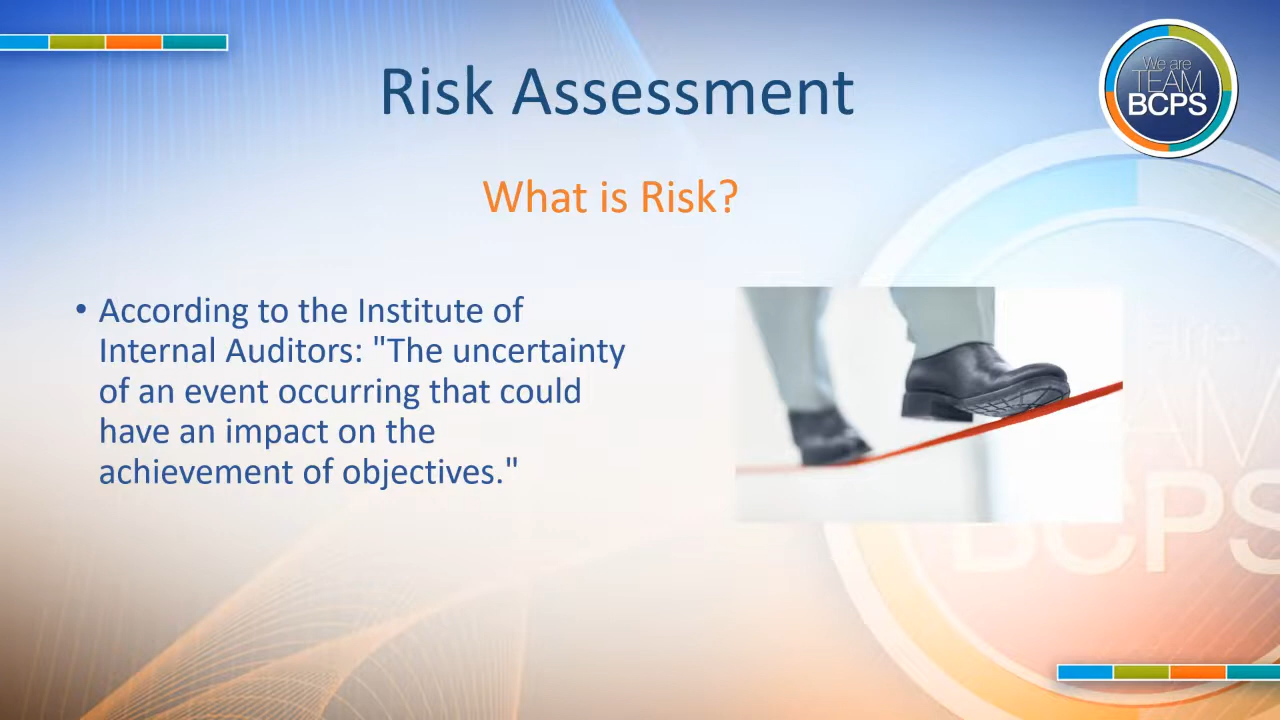 We are
TEAM
BCPS
Risk Assessment
What is Risk?
• According to the Institute of
Internal Auditors: "The uncertainty
of an event occurring that could
have an impact on the
achievement of objectives."
BCPS